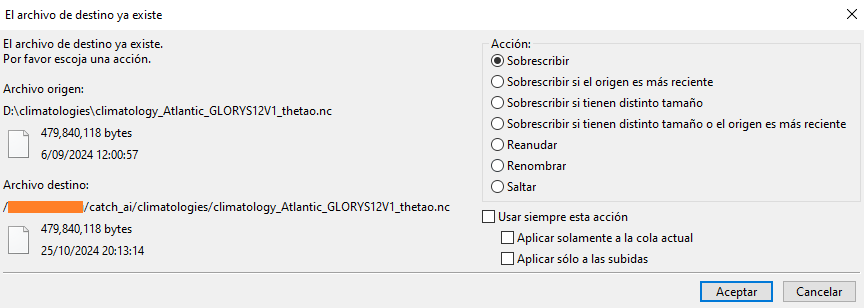 El archivo de destino ya existe
El archivo de destino ya existe.
Por favor escoja una acción.
Archivo origen:
D:\climatologies\climatology_Atlantic_GLORYS12V1_thetao.nc
479,840,118 bytes
6/09/2024 12:00:57
Archivo destino:
/ /catch_ai/climatologies/climatology_Atlantic_GLORYS12V1_thetao.nc
479,840,118 bytes
25/10/2024 20:13:14
Acción:
Sobrescribir
Sobrescribir si el origen es más reciente
Sobrescribir si tienen distinto tamaño
Sobrescribir si tienen distinto tamaño o el origen es más reciente
Reanudar
Renombrar
Saltar
Usar siempre esta acción
Aplicar solamente a la cola actual
Aplicar sólo a las subidas
Aceptar
Cancelar